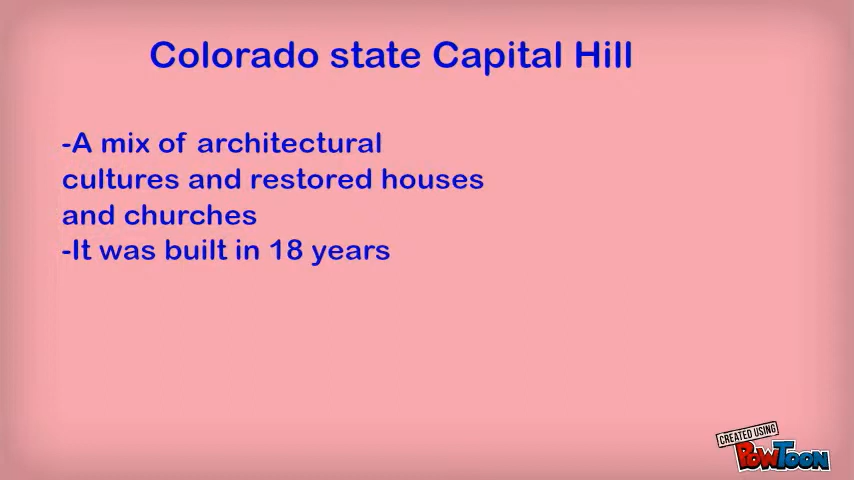 Colorado state Capital Hill
-A mix of architectural
cultures and restored houses
and churches
-It was built in 18 years
CREATED USING
POWTOON